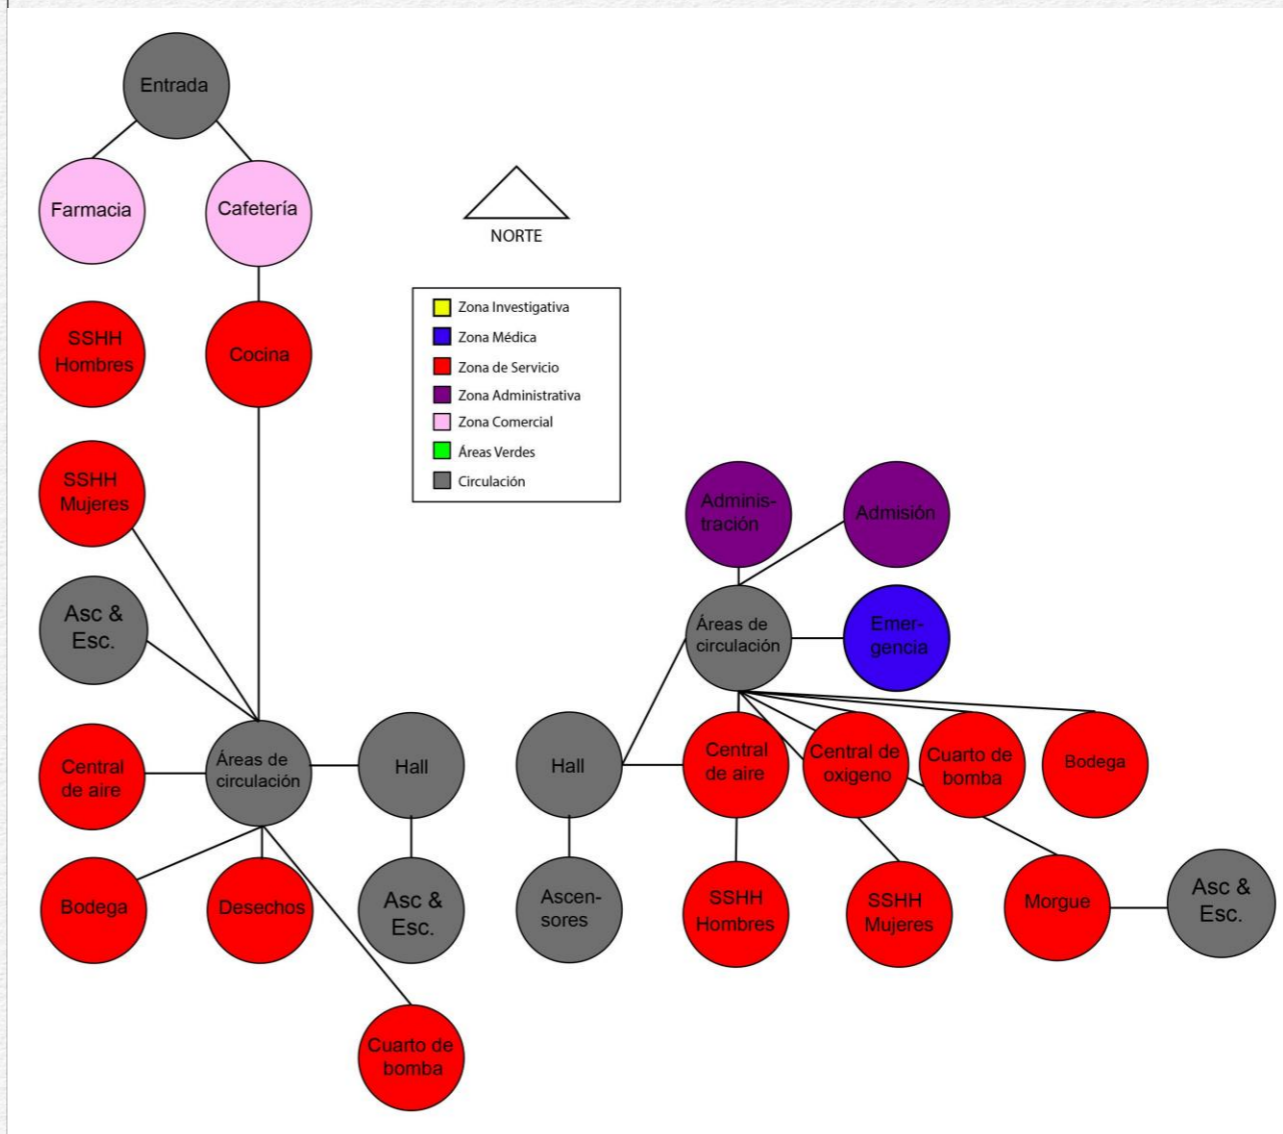 Entrada
Farmacia
Cafetería
NORTE
SSHH
Hombres
Cocina
Zona Investigativa
Zona Médica
Zona de Servicio
Zona Administrativa
Zona Comercial
Áreas Verdes
Circulación
SSHH
Mujeres
Adminis-
tración
Admisión
Asc &
Esc.
Áreas de
circulación
Emer-
gencia
Central
de aire
Áreas de
circulación
Hall
Hall
Central
de aire
Central de
oxigeno
Cuarto de
bomba
Bodega
Bodega
Desechos
Asc &
Esc.
Ascen-
sores
SSHH
Hombres
SSHH
Mujeres
Morgue
Asc &
Esc.
Cuarto de
bomba